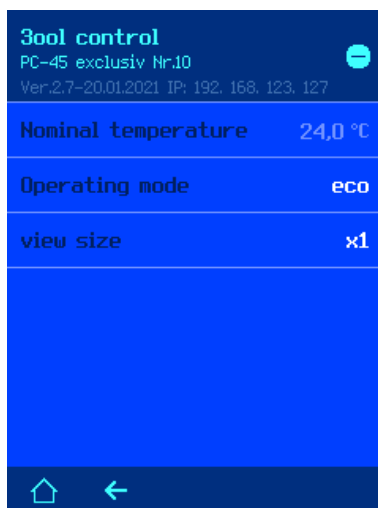 3ool control
PC-45 exclusiv Nr.10
Ver.2.7-20.01.2021 IP: 192. 168. 123. 127
Nominal temperature 24,0 °C
Operating mode eco
view size x1